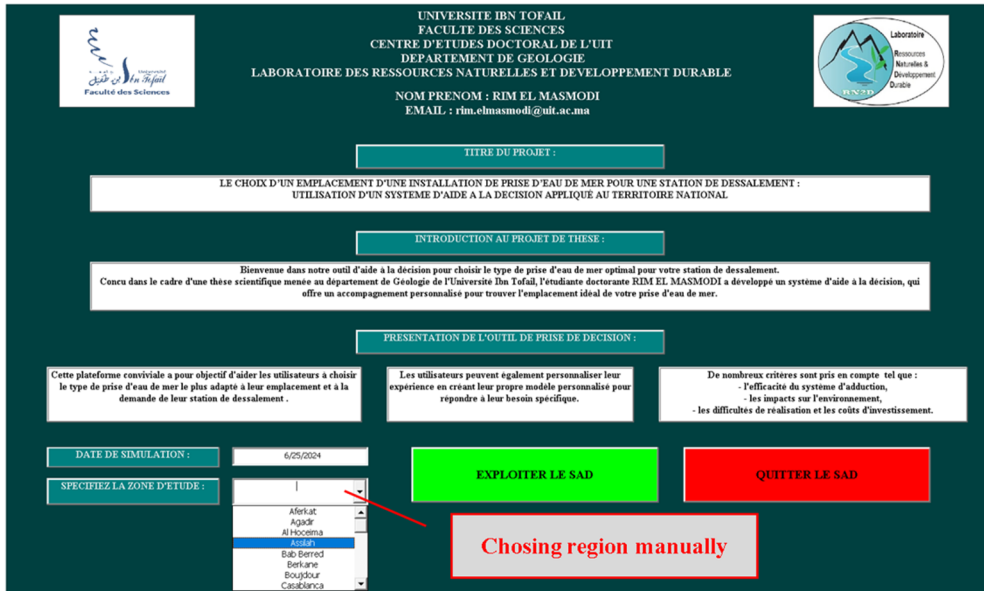 UNIVERSITE IBN TOFAIL
FACULTE DES SCIENCES
CENTRE D'ETUDES DOCTORAL DE L'UIT
DEPARTEMENT DE GEOLOGIE
LABORATOIRE DES RESSOURCES NATURELLES ET DEVELOPPEMENT DURABLE
NOM PRENOM : RIM EL MASMODI
EMAIL : rim.elmasmodi@uit.ac.ma
Université
Ibn Tofail
Faculté des Sciences
Laboratoire
Ressources
Naturelles &
Développement
Durable
RN2D
TITRE DU PROJET :
LE CHOIX D'UN EMPLACEMENT D'UNE INSTALLATION DE PRISE D'EAU DE MER POUR UNE STATION DE DESSALEMENT :
UTILISATION D'UN SYSTEME D'AIDE A LA DECISION APPLIQUÉ AU TERRITOIRE NATIONAL
INTRODUCTION AU PROJET DE THESE :
Bienvenue dans notre outil d'aide à la décision pour choisir le type de prise d'eau de mer optimal pour votre station de dessalement.
Concu dans le cadre d'une thèse scientifique menée au département de Géologie de l'Université Ibn Tofail, l'étudiante doctorante RIM EL MASMODI a développé un système d'aide à la décision, qui
offre un accompagnement personnalisé pour trouver l'emplacement idéal de votre prise d'eau de mer.
PRESENTATION DE L'OUTIL DE PRISE DE DECISION :
Cette plateforme conviviale a pour objectif d'aider les utilisateurs à choisir
le type de prise d'eau de mer le plus adapté à leur emplacement et à la
demande de leur station de dessalement .
Les utilisateurs peuvent également personnaliser leur
expérience en créant leur propre modèle personnalisé pour
répondre à leur besoin spécifique.
De nombreux critères sont pris en compte tel que :
- l'efficacité du système d'adduction,
- les impacts sur l'environnement,
- les difficultés de réalisation et les coûts d'investissement.
DATE DE SIMULATION :
6/25/2024
SPECIFIEZ LA ZONE D'ETUDE :
EXPLOITER LE SAD
QUITTER LE SAD
Aferkat
Agadir
Al Hoceima
Assilah
Bab Berred
Berkane
Boujdour
Casablanca
Chosing region manually